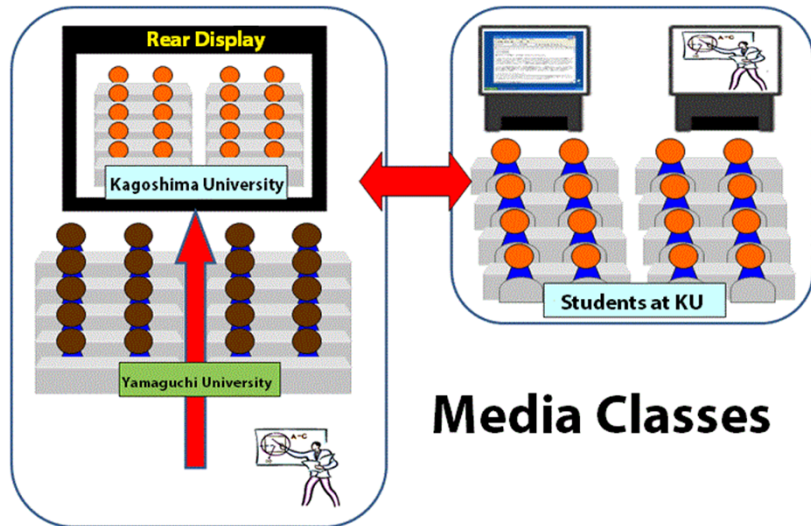 Rear Display
Kagoshima University
Yamaguchi University
A-C
A-C
Students at KU
Media Classes